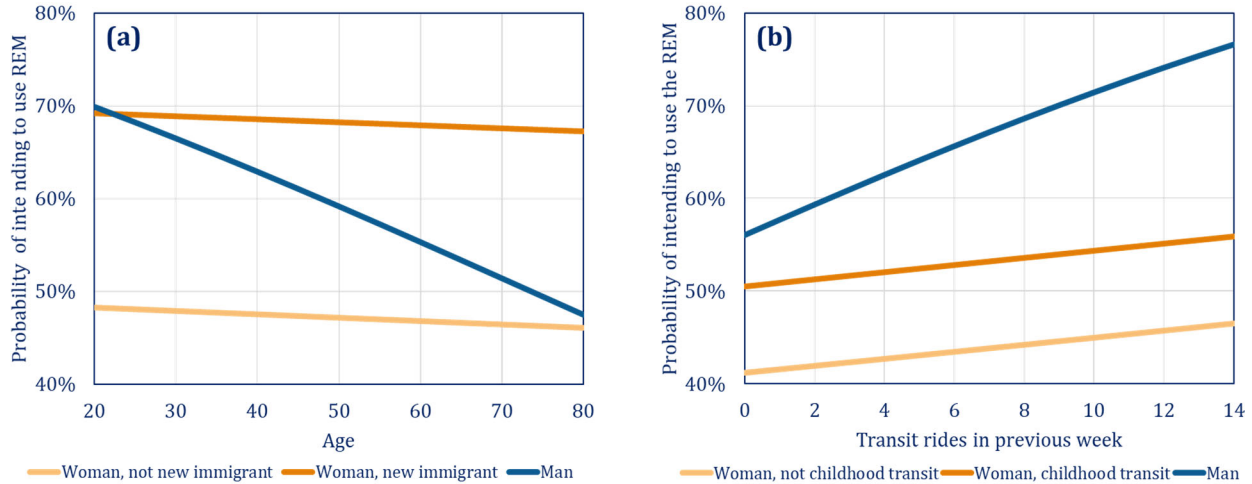 (a)
Probability of inte nding to use REM
80%
70%
60%
50%
40%
20 30 40 50 60 70 80
Age
Woman, not new immigrant Woman, new immigrant Man
(b)
Probability of intending to use the REM
80%
70%
60%
50%
40%
0 2 4 6 8 10 12 14
Transit rides in previous week
Woman, not childhood transit Woman, childhood transit Man